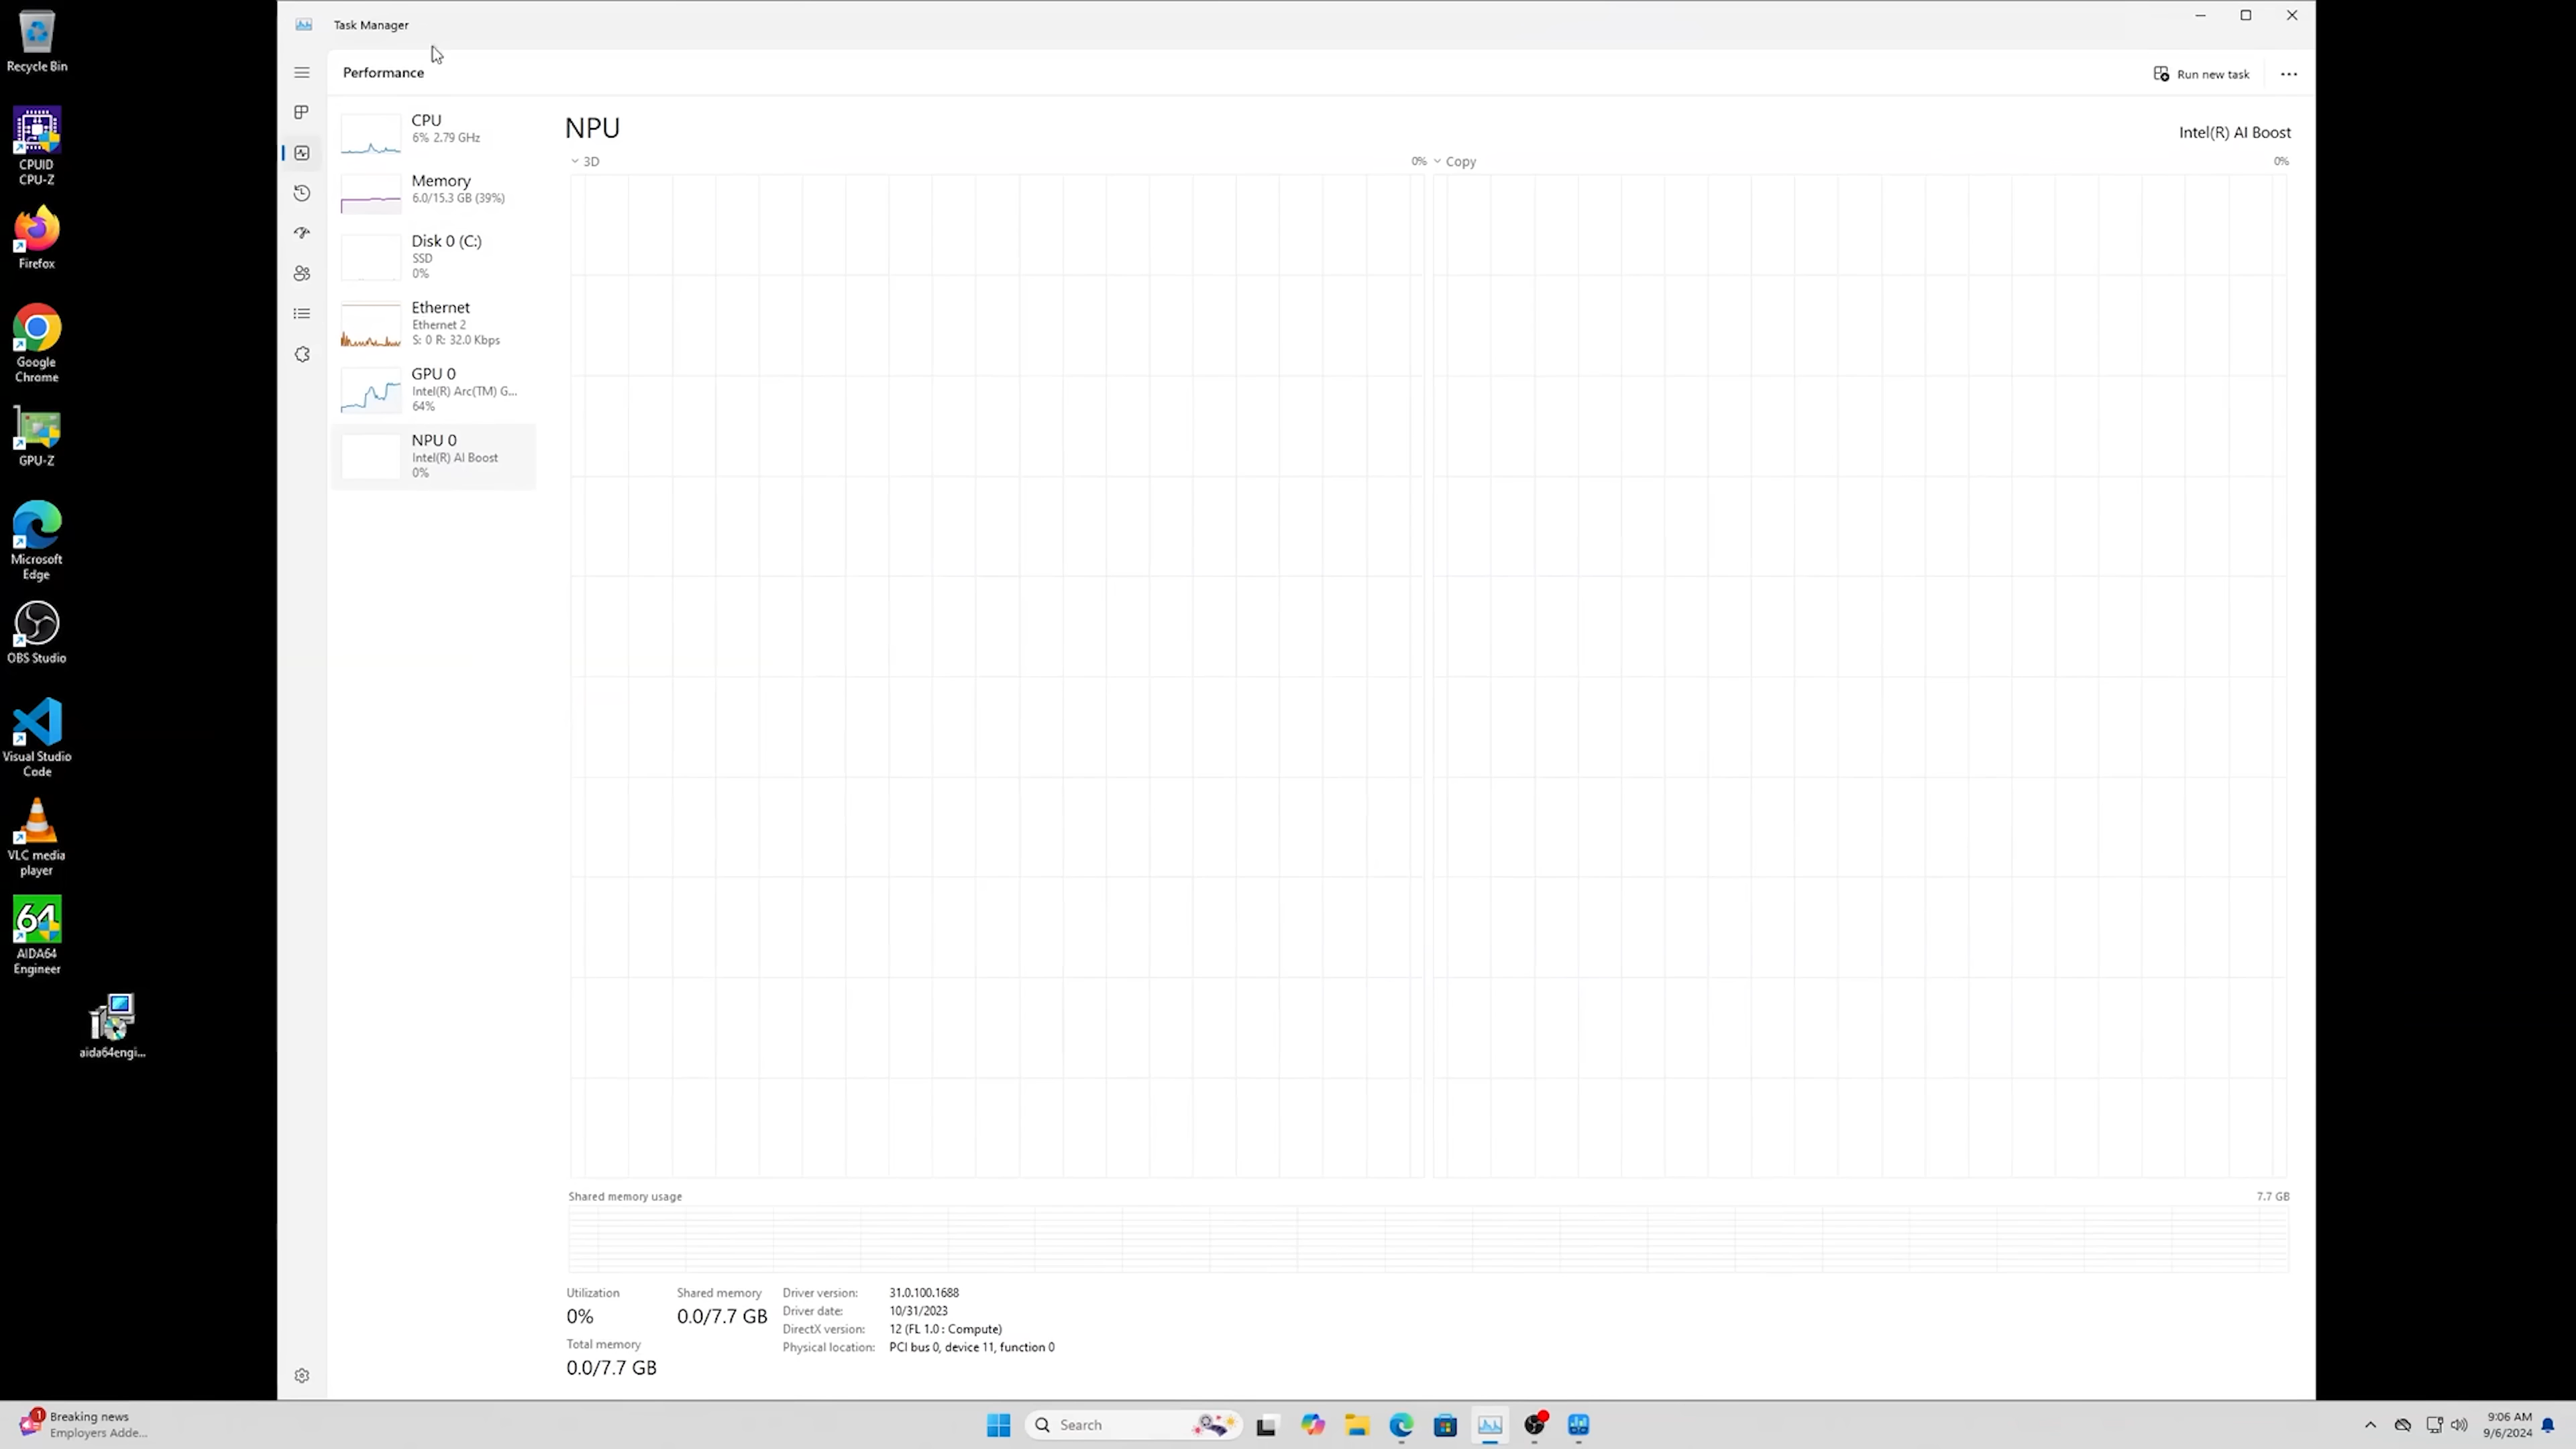 Recycle Bin
CPUID
CPU-Z
Firefox
Google
Chrome
GPU-Z
Microsoft
Edge
OBS Studio
Visual Studio
Code
VLC media
player
64
AIDA64
Engineer
aida64engi...
Task Manager
Performance
Run new task
CPU
6% 2.79 GHz
Memory
6.0/15.3 GB (39%)
Disk 0 (C:)
SSD
0%
Ethernet
Ethernet 2
S: 0 R: 32.0 Kbps
GPU 0
Intel(R) Arc(TM) G...
64%
NPU 0
Intel(R) AI Boost
0%
NPU
Intel(R) AI Boost
3D 0%
Copy 0%
Shared memory usage 7.7 GB
Utilization
0%
Shared memory
0.0/7.7 GB
Total memory
0.0/7.7 GB
Driver version: 31.0.100.1688
Driver date: 10/31/2023
DirectX version: 12 (FL 1.0 : Compute)
Physical location: PCI bus 0, device 11, function 0
1
Breaking news
Employers Adde...
Search
9:06 AM
9/6/2024